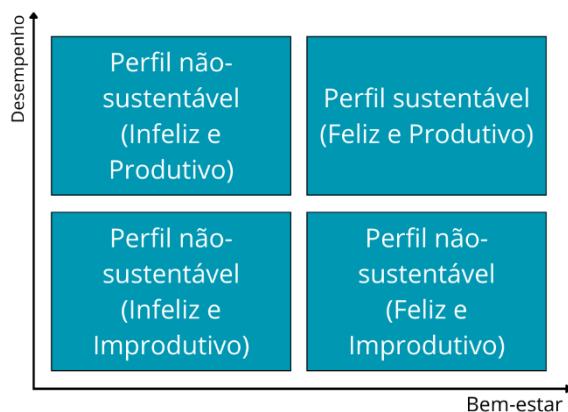 Desempenho
Perfil não-
sustentável
(Infeliz e
Produtivo)
Perfil sustentável
(Feliz e Produtivo)
Perfil não-
sustentável
(Infeliz e
Improdutivo)
Perfil não-
sustentável
(Feliz e
Improdutivo)
Bem-estar